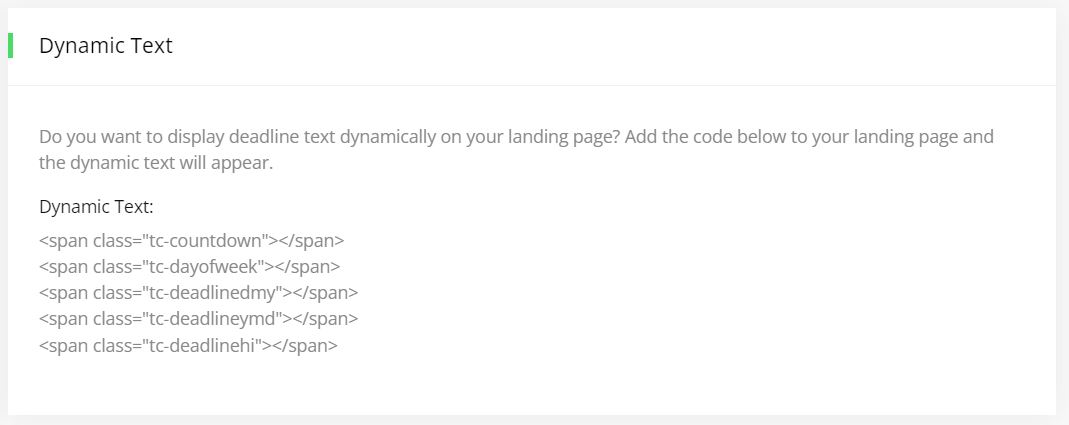 Dynamic Text
Do you want to display deadline text dynamically on your landing page? Add the code below to your landing page and
the dynamic text will appear.
Dynamic Text:
<span class="tc-countdown"></span>
<span class="tc-dayofweek"></span>
<span class="tc-deadlinedmy"></span>
<span class="tc-deadlineymd"></span>
<span class="tc-deadlinehi"></span>